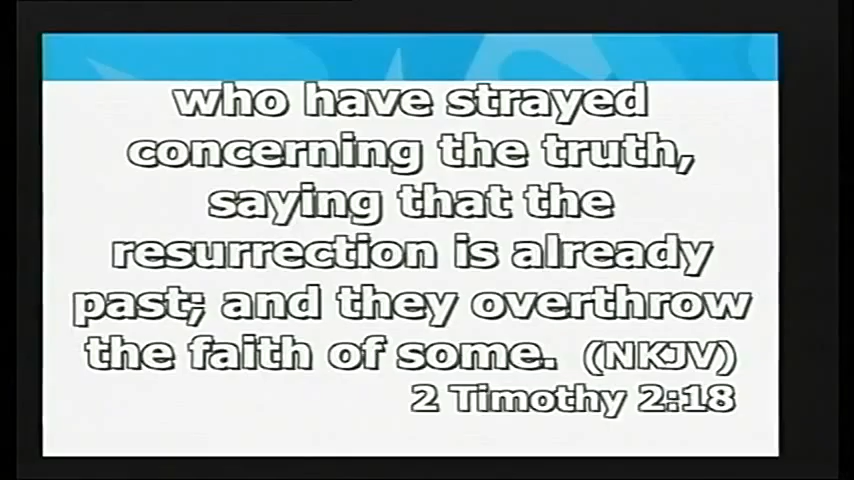 who have strayed
concerning the truth,
saying that the
resurrection is already
past; and they overthrow
the faith of some. (NKJV)
2 Timothy 2:18